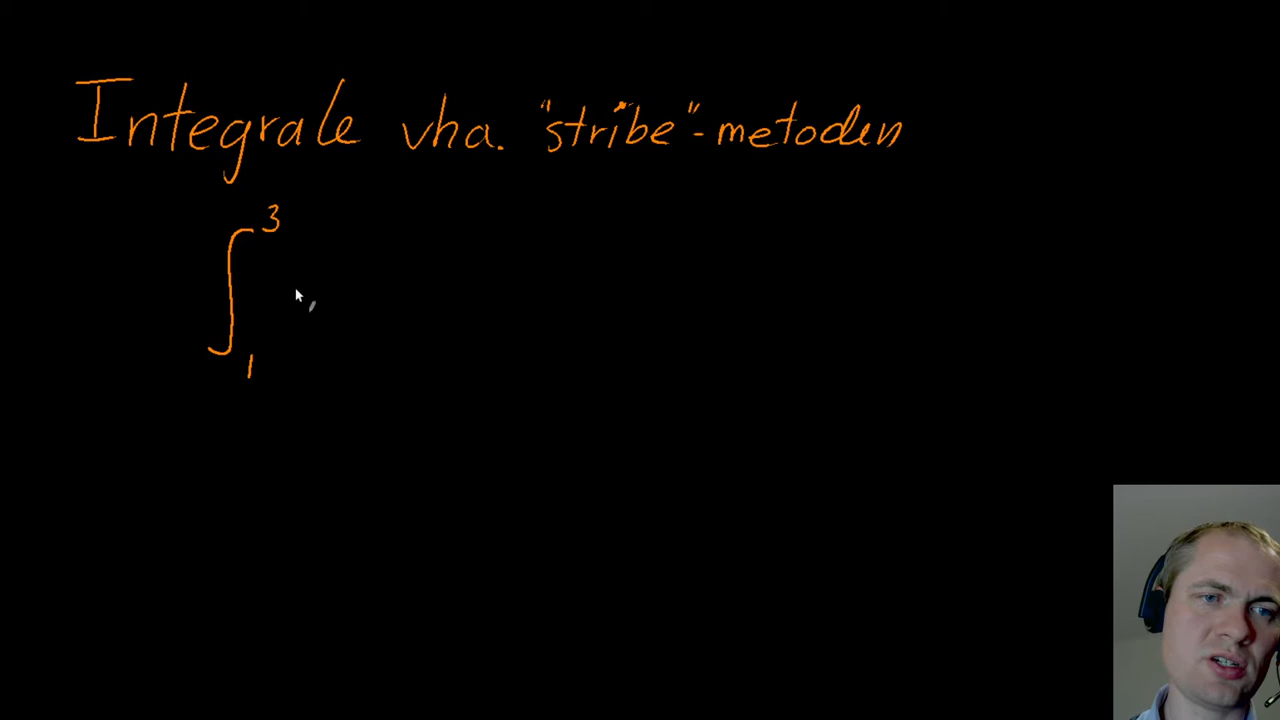 Integrale vha. "stribe"-metoden
∫
3
1